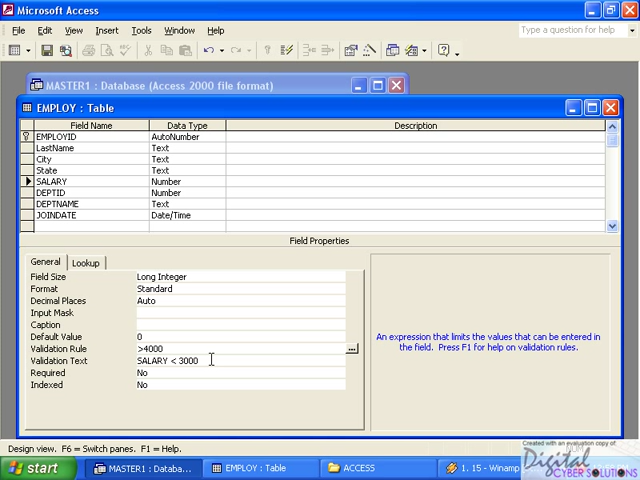 Microsoft Access
File Edit View Insert Tools Window Help
Type a question for help
MASTER1 : Database (Access 2000 file format)
EMPLOY : Table
Field Name Data Type Description
EMPLOYID AutoNumber
LastName Text
City Text
State Text
SALARY Number
DEPTID Number
DEPTNAME Text
JOINDATE Date/Time
Field Properties
General Lookup
Field Size Long Integer
Format Standard
Decimal Places Auto
Input Mask
Caption
Default Value 0
Validation Rule >4000
Validation Text SALARY < 3000
Required No
Indexed No
An expression that limits the values that can be entered in
the field. Press F1 for help on validation rules.
Design view. F6 = Switch panes. F1 = Help.
NUM
Created with an evaluation copy of
Digital
CYBER SOLUTIONS
start MASTER1 : Databa... EMPLOY : Table ACCESS 1. 15 - Winamp